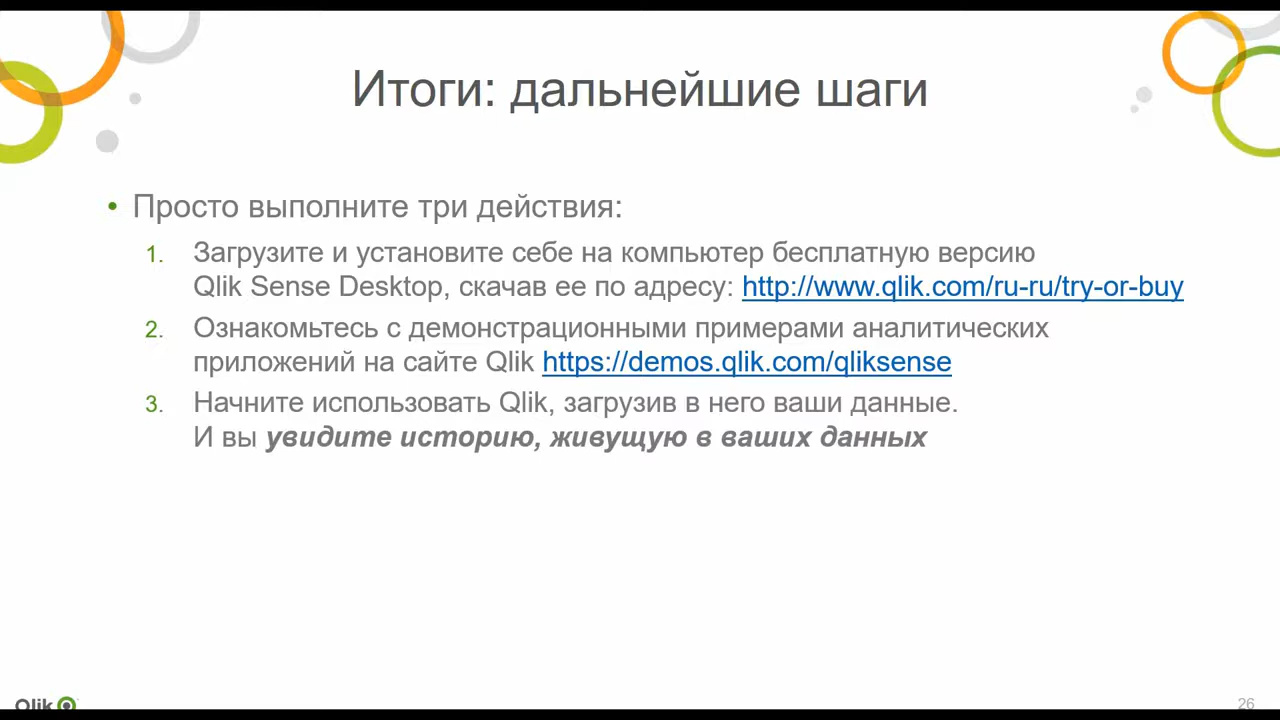 Итоги: дальнейшие шаги
• Просто выполните три действия:
1. Загрузите и установите себе на компьютер бесплатную версию
Qlik Sense Desktop, скачав ее по адресу: http://www.qlik.com/ru-ru/try-or-buy
2. Ознакомьтесь с демонстрационными примерами аналитических
приложений на сайте Qlik https://demos.qlik.com/qliksense
3. Начните использовать Qlik, загрузив в него ваши данные.
И вы увидите историю, живущую в ваших данных
Qlik
26